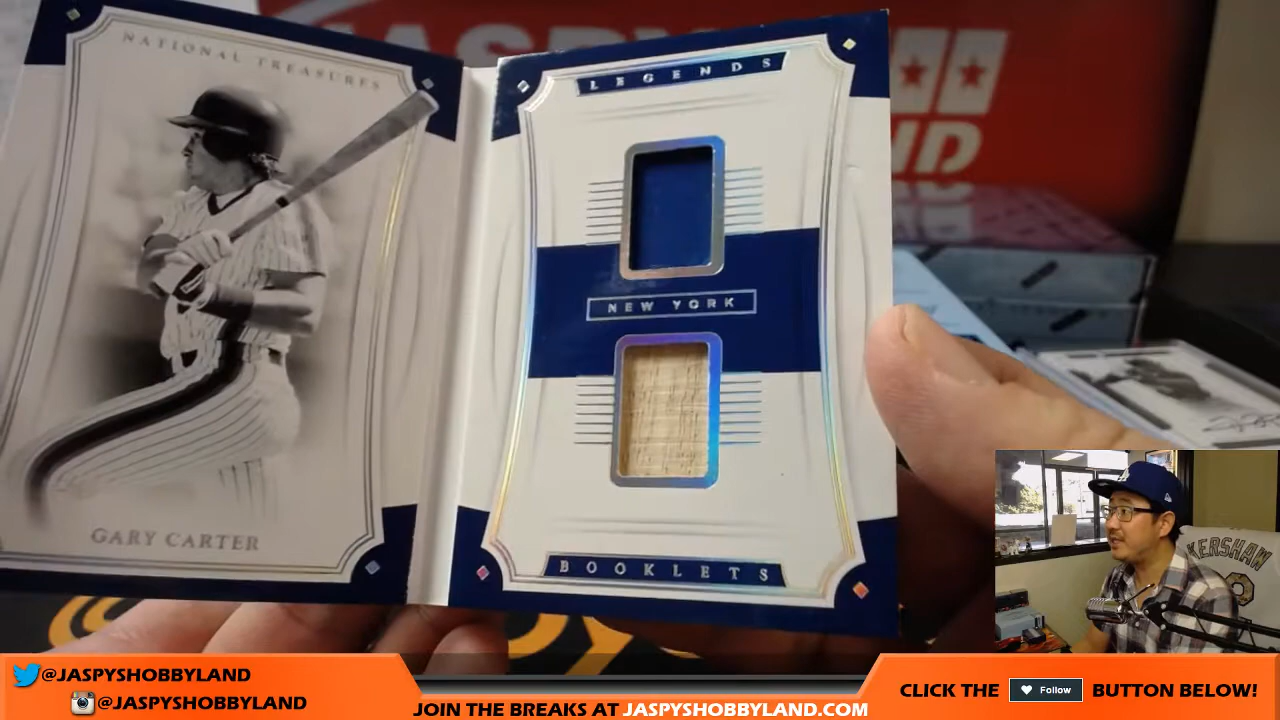 NATIONAL TREASURES
GARY CARTER
LEGENDS
NEW YORK
BOOKLETS
KERSHAW
@JASPYSHOBBYLAND
@JASPYSHOBBYLAND
JOIN THE BREAKS AT JASPYSHOBBYLAND.COM
CLICK THE Follow BUTTON BELOW!